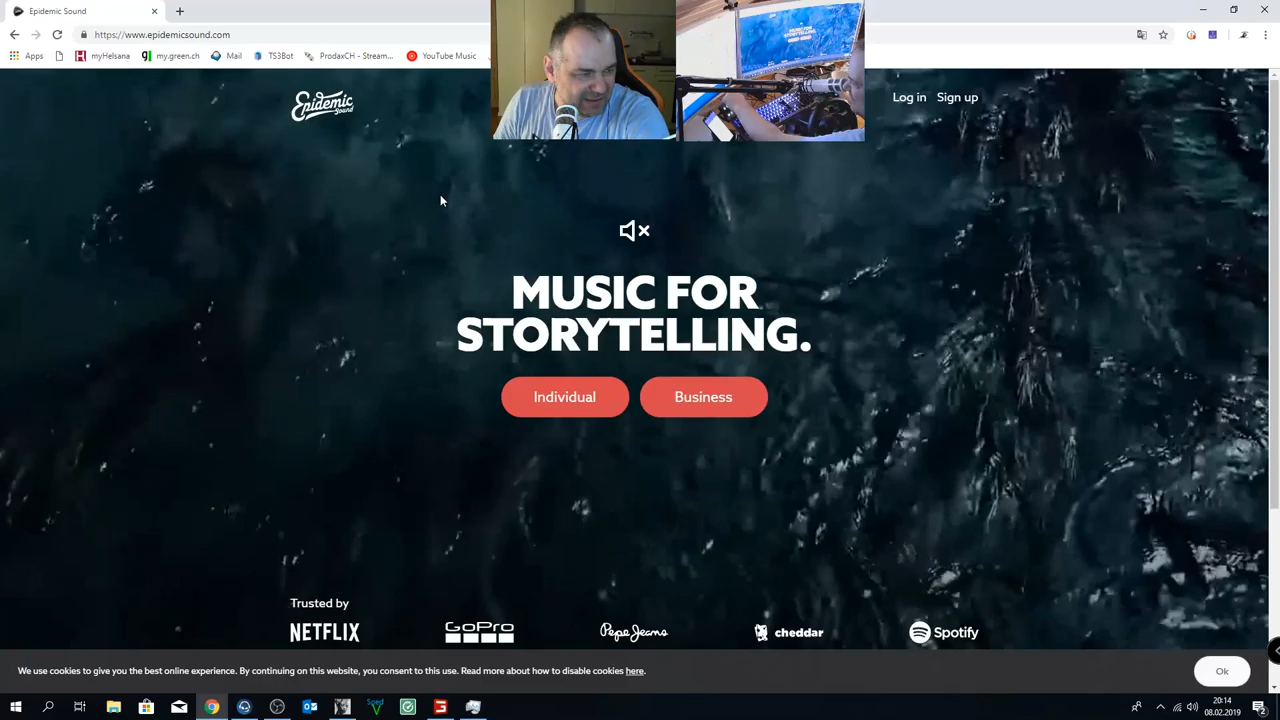 Epidemic Sound
https://www.epidemicsound.com
Apps
myHelsana
my.green.ch
Mail
TS3Bot
ProdaxCH - Stream...
YouTube Music
Epidemic Sound
Log in
Sign up
MUSIC FOR
STORYTELLING.
Individual
Business
Trusted by
NETFLIX
GoPro
Pepe Jeans
cheddar
Spotify
We use cookies to give you the best online experience. By continuing on this website, you consent to this use. Read more about how to disable cookies here.
Ok
20:14
08.02.2019